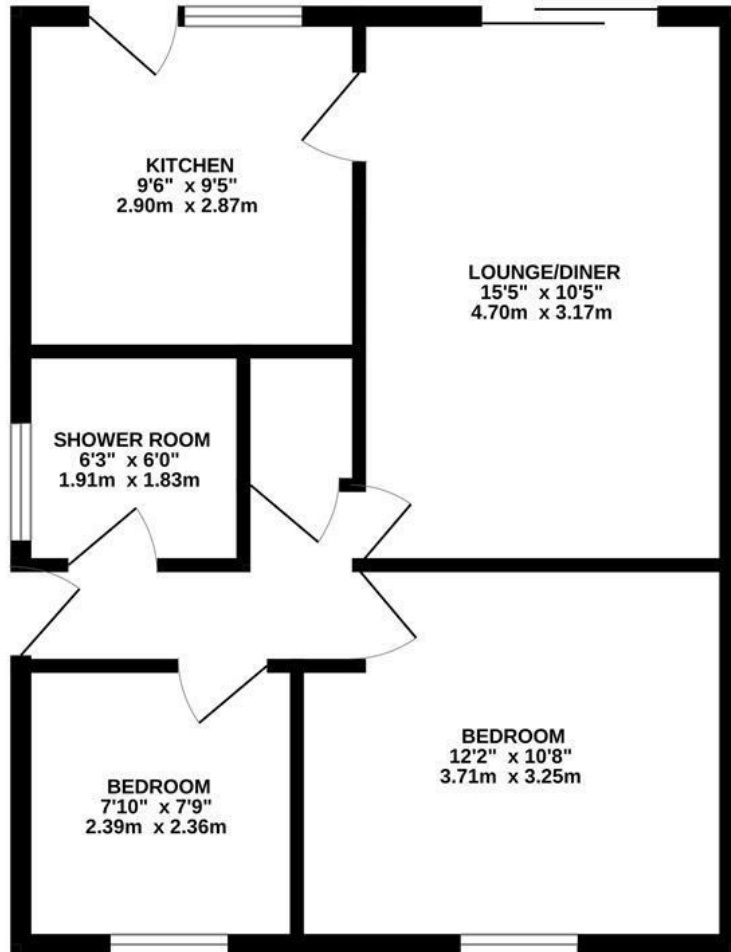 KITCHEN
9'6" x 9'5"
2.90m x 2.87m
LOUNGE/DINER
15'5" x 10'5"
4.70m x 3.17m
SHOWER ROOM
6'3" x 6'0"
1.91m x 1.83m
BEDROOM
12'2" x 10'8"
3.71m x 3.25m
BEDROOM
7'10" x 7'9"
2.39m x 2.36m